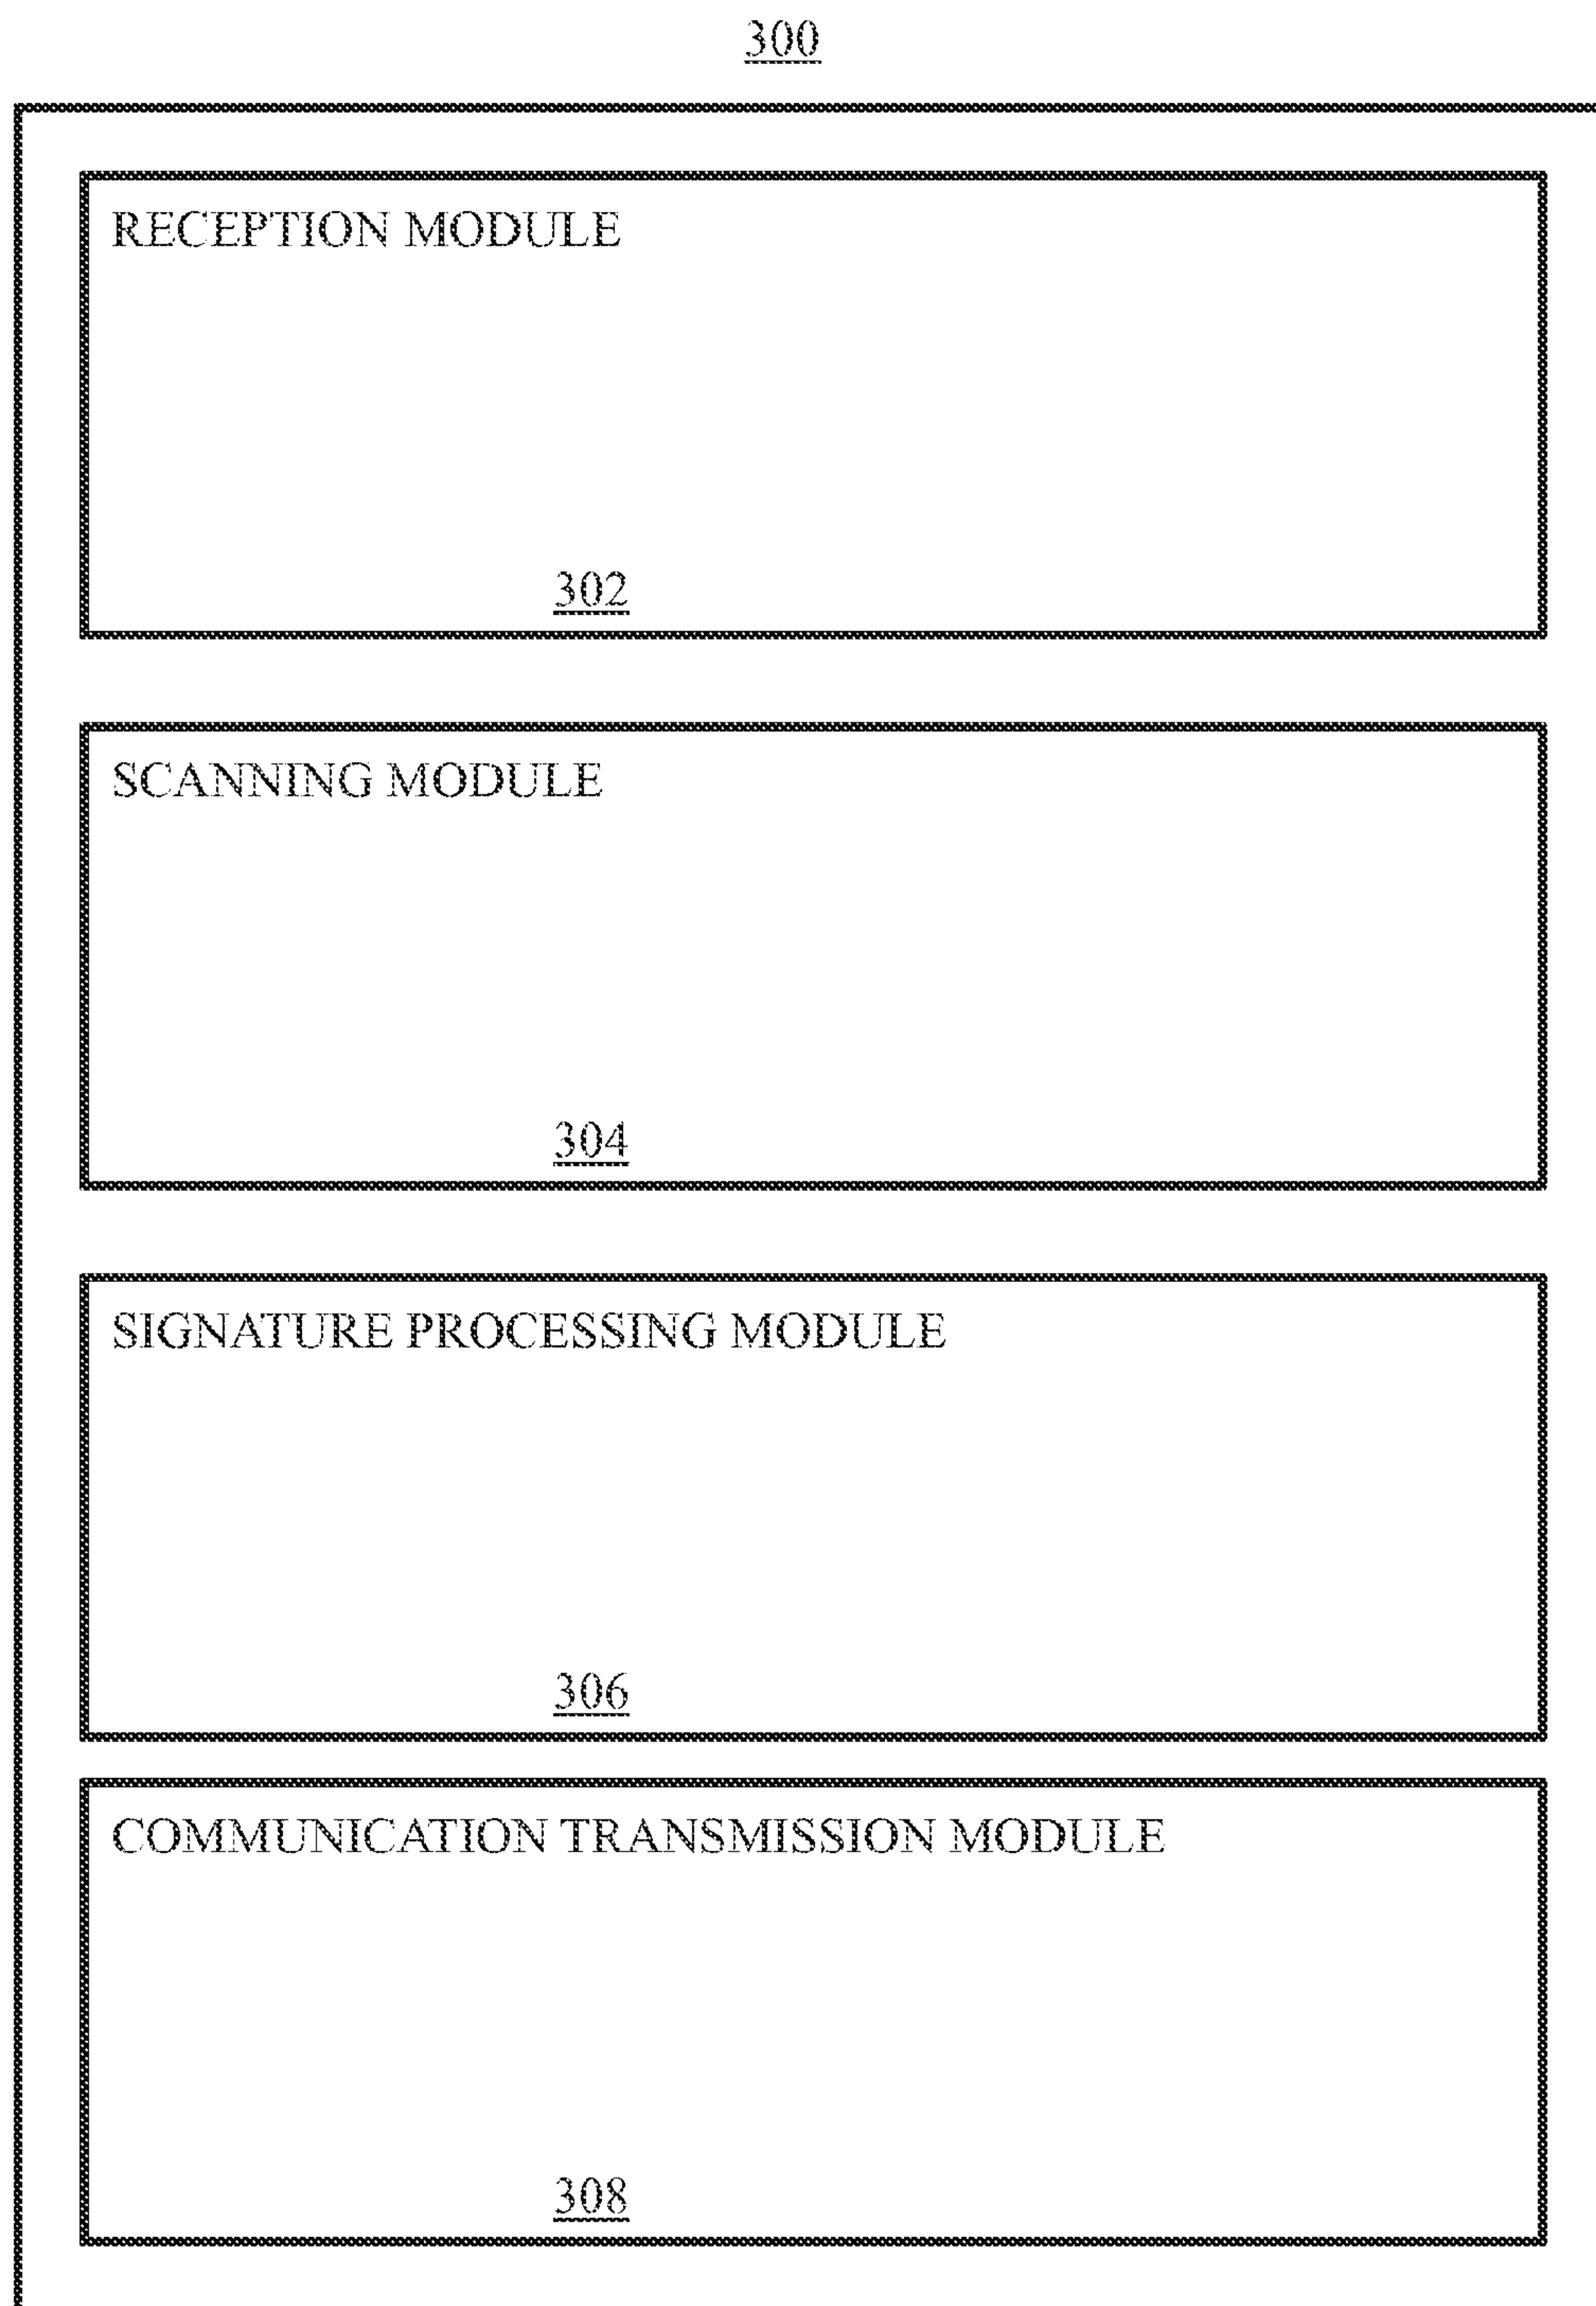 300
RECEPTION MODULE
302
SCANNING MODULE
304
SIGNATURE PROCESSING MODULE
306
COMMUNICATION TRANSMISSION MODULE
308